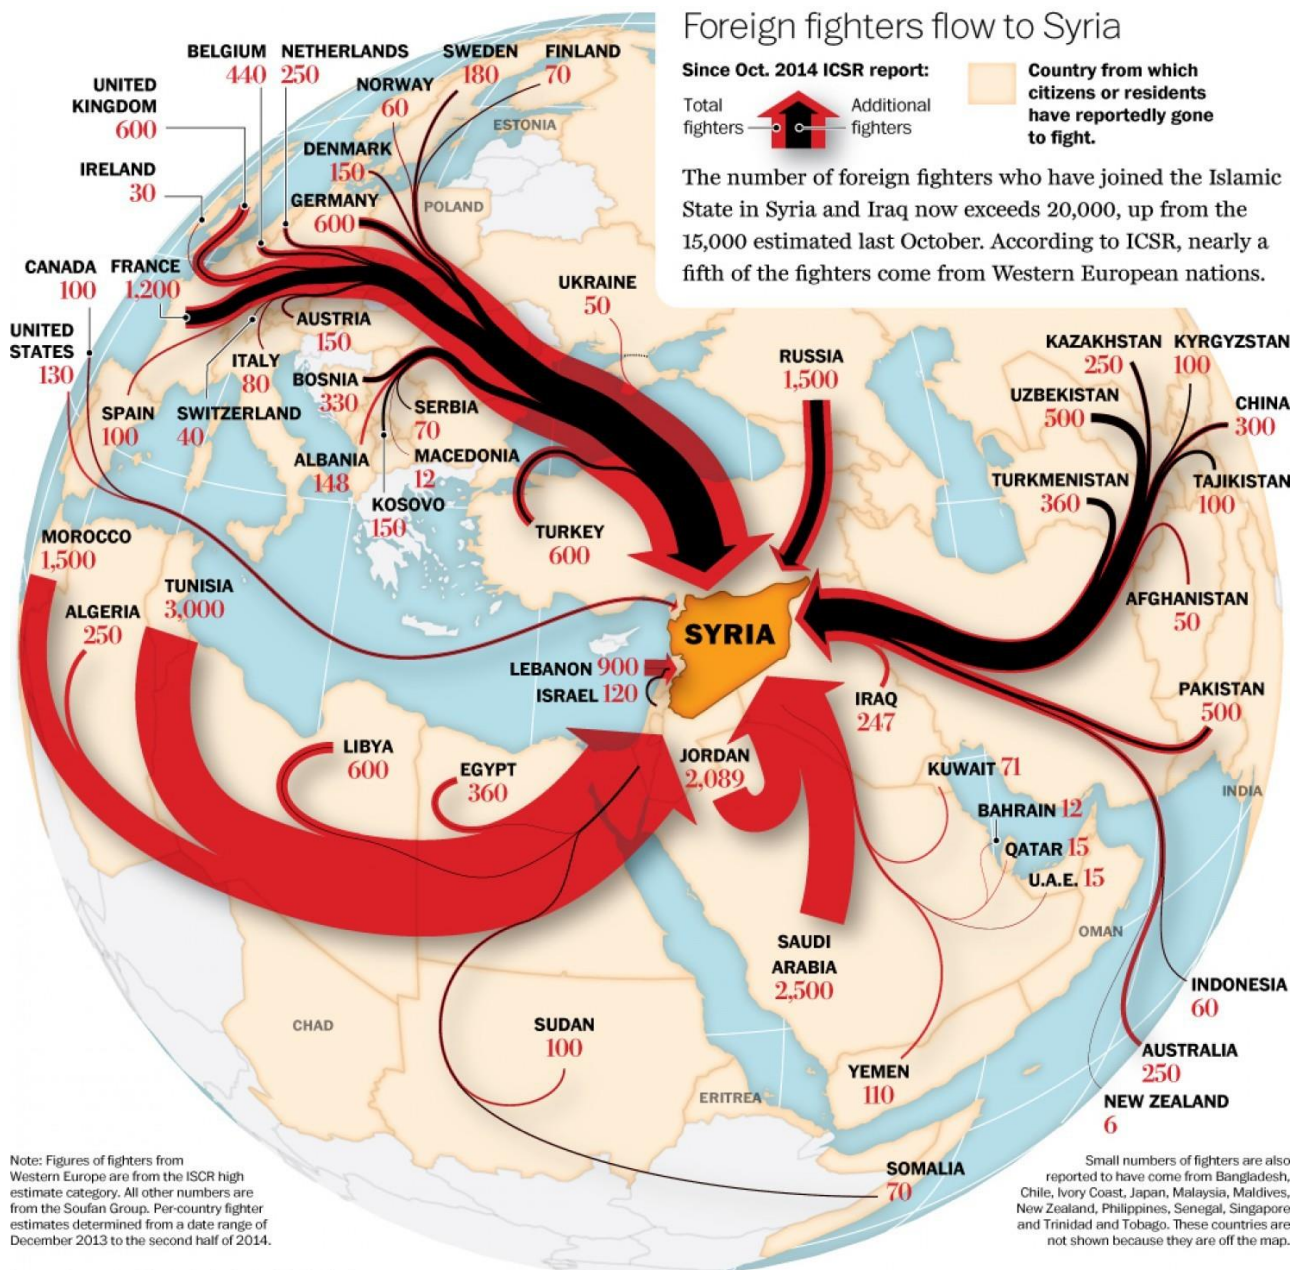 Foreign fighters flow to Syria
Since Oct. 2014 ICSR report:
Total
fighters
Additional
fighters
Country from which
citizens or residents
have reportedly gone
to fight.
The number of foreign fighters who have joined the Islamic
State in Syria and Iraq now exceeds 20,000, up from the
15,000 estimated last October. According to ICSR, nearly a
fifth of the fighters come from Western European nations.
BELGIUM
440
NETHERLANDS
250
SWEDEN
180
FINLAND
70
NORWAY
60
UNITED
KINGDOM
600
ESTONIA
DENMARK
150
IRELAND
30
GERMANY
600
POLAND
CANADA
100
FRANCE
1,200
UKRAINE
50
AUSTRIA
150
UNITED
STATES
130
ITALY
80
BOSNIA
330
RUSSIA
1,500
KAZAKHSTAN
250
KYRGYZSTAN
100
UZBEKISTAN
500
CHINA
300
SPAIN
100
SWITZERLAND
40
SERBIA
70
ALBANIA
148
MACEDONIA
12
KOSOVO
150
TURKMENISTAN
360
TAJIKISTAN
100
TURKEY
600
MOROCCO
1,500
TUNISIA
3,000
ALGERIA
250
AFGHANISTAN
50
SYRIA
LEBANON 900
ISRAEL 120
IRAQ
247
PAKISTAN
500
LIBYA
600
EGYPT
360
JORDAN
2,089
KUWAIT 71
INDIA
BAHRAIN 12
QATAR 15
U.A.E. 15
OMAN
SAUDI
ARABIA
2,500
INDONESIA
60
CHAD
SUDAN
100
AUSTRALIA
250
YEMEN
110
ERITREA
NEW ZEALAND
6
SOMALIA
70
Note: Figures of fighters from
Western Europe are from the ISCR high
estimate category. All other numbers are
from the Soufan Group. Per-country fighter
estimates determined from a date range of
December 2013 to the second half of 2014.
Small numbers of fighters are also
reported to have come from Bangladesh,
Chile, Ivory Coast, Japan, Malaysia, Maldives,
New Zealand, Philippines, Senegal, Singapore
and Trinidad and Tobago. These countries are
not shown because they are off the map.